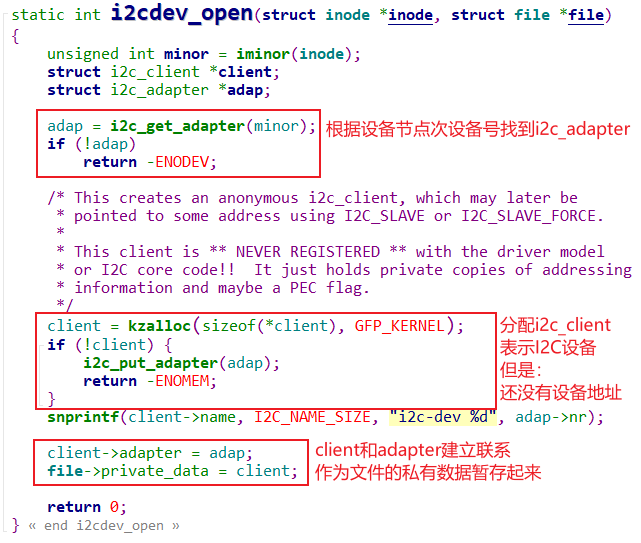 static int i2cdev_open(struct inode *inode, struct file *file)
{
unsigned int minor = iminor(inode);
struct i2c_client *client;
struct i2c_adapter *adap;
adap = i2c_get_adapter(minor);
if (!adap)
return -ENODEV;
根据设备节点次设备号找到i2c_adapter
/* This creates an anonymous i2c_client, which may later be
* pointed to some address using I2C_SLAVE or I2C_SLAVE_FORCE.
*
* This client is ** NEVER REGISTERED ** with the driver model
* or I2C core code!!  It just holds private copies of addressing
* information and maybe a PEC flag.
*/
client = kzalloc(sizeof(*client), GFP_KERNEL);
if (!client) {
i2c_put_adapter(adap);
return -ENOMEM;
}
分配i2c_client
表示I2C设备
但是:
还没有设备地址
snprintf(client->name, I2C_NAME_SIZE, "i2c-dev %d", adap->nr);
client->adapter = adap;
file->private_data = client;
client和adapter建立联系
作为文件的私有数据暂存起来
return 0;
} « end i2cdev_open »